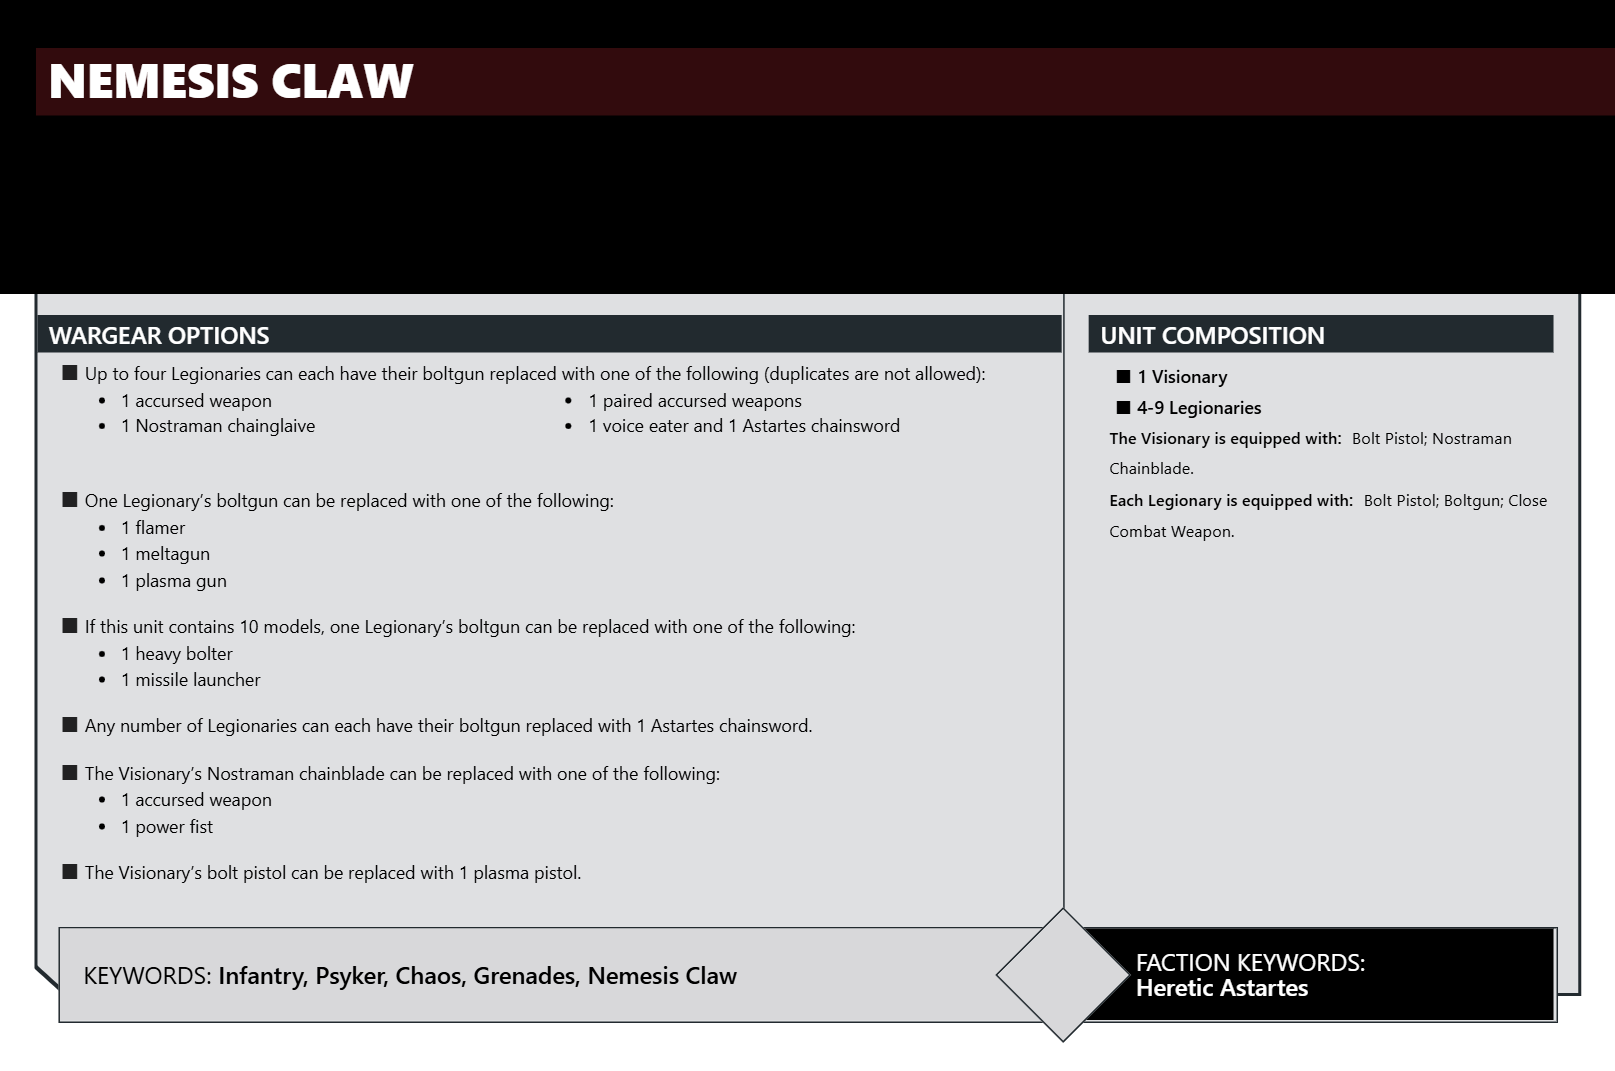 NEMESIS CLAW
WARGEAR OPTIONS
■ Up to four Legionaries can each have their boltgun replaced with one of the following (duplicates are not allowed):
• 1 accursed weapon
• 1 Nostraman chainglaive
• 1 paired accursed weapons
• 1 voice eater and 1 Astartes chainsword
■ One Legionary’s boltgun can be replaced with one of the following:
• 1 flamer
• 1 meltagun
• 1 plasma gun
■ If this unit contains 10 models, one Legionary’s boltgun can be replaced with one of the following:
• 1 heavy bolter
• 1 missile launcher
■ Any number of Legionaries can each have their boltgun replaced with 1 Astartes chainsword.
■ The Visionary’s Nostraman chainblade can be replaced with one of the following:
• 1 accursed weapon
• 1 power fist
■ The Visionary’s bolt pistol can be replaced with 1 plasma pistol.
UNIT COMPOSITION
■ 1 Visionary
■ 4-9 Legionaries
The Visionary is equipped with: Bolt Pistol; Nostraman
Chainblade.
Each Legionary is equipped with: Bolt Pistol; Boltgun; Close
Combat Weapon.
KEYWORDS: Infantry, Psyker, Chaos, Grenades, Nemesis Claw
FACTION KEYWORDS:
Heretic Astartes